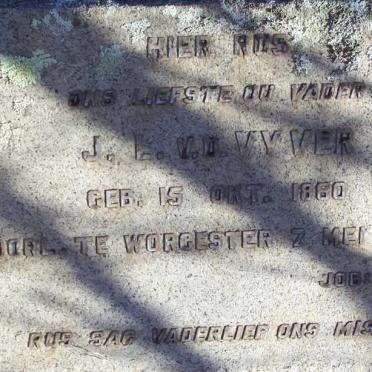 HIER RUS
ONS LIEFSTE OU VADER
J. E. V.D. VYVER
GEB. 15 OKT. 1860
OORL. TE WORCESTER 7 MEI
JOB
RUS SAG VADERLIEF ONS MIS